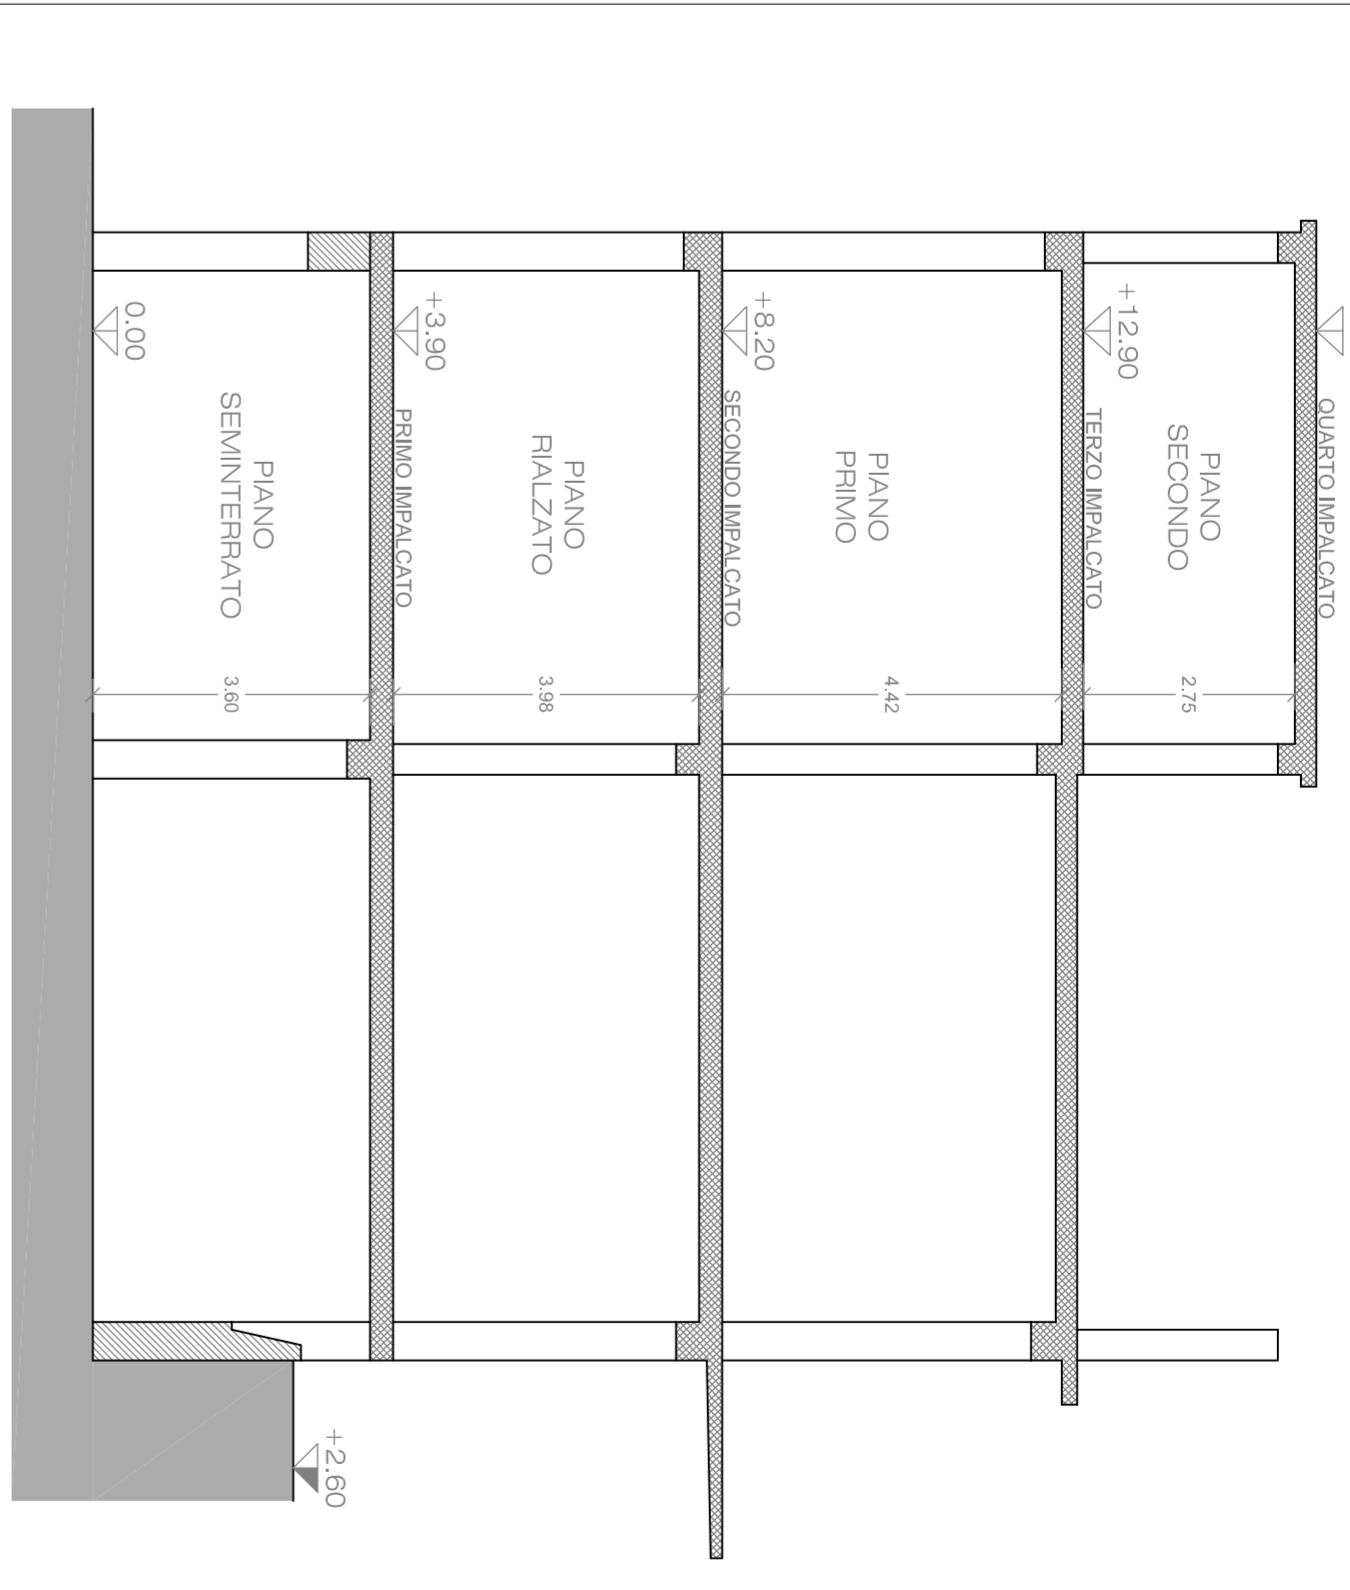 QUARTO IMPALCATO
PIANO
SECONDO
2.75
+12.90
TERZO IMPALCATO
PIANO
PRIMO
4.42
+8.20
SECONDO IMPALCATO
PIANO
RIALZATO
3.98
+3.90
PRIMO IMPALCATO
PIANO
SEMINTERRATO
3.60
0.00
+2.60